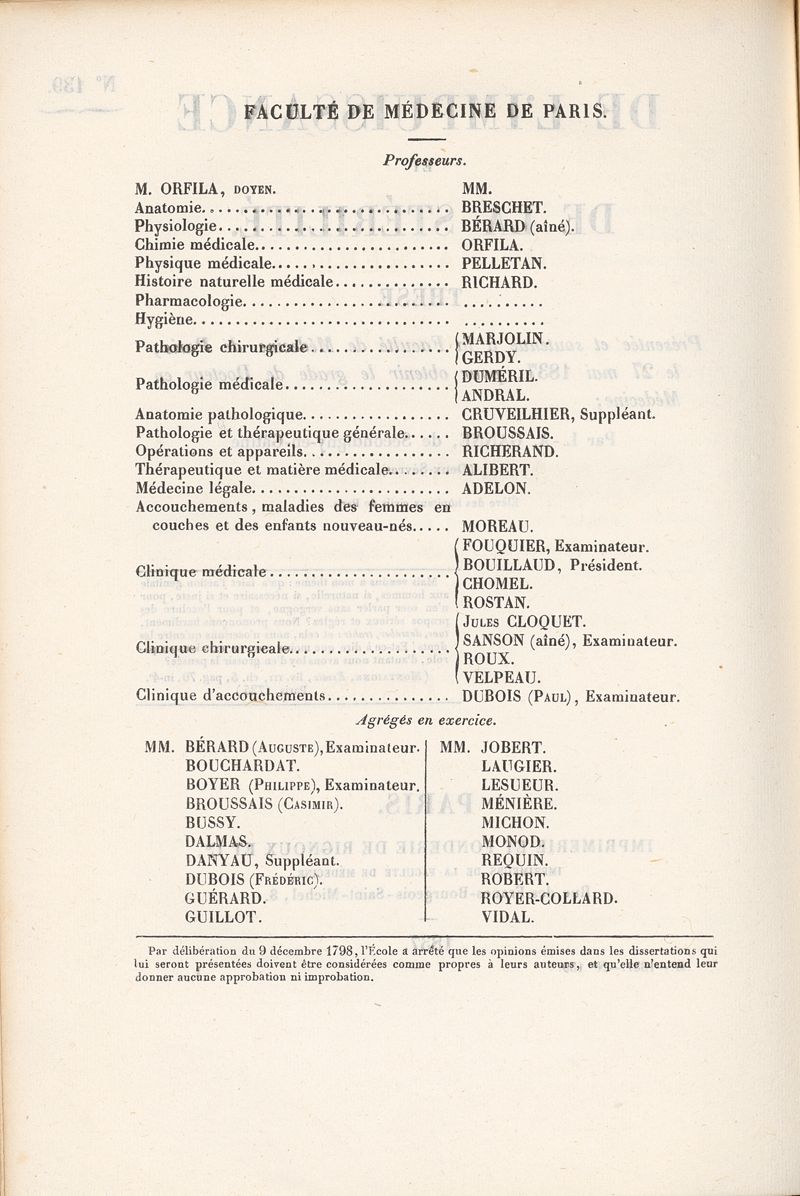 FACULTÉ DE MÉDECINE DE PARIS.
Professeurs.
M. ORFILA, DOYEN. MM.
Anatomie............................ BRESCHET.
Physiologie............................ BÉRARD (aîné).
Chimie médicale........................ ORFILA.
Physique médicale...................... PELLETAN.
Histoire naturelle médicale.............. RICHARD.
Pharmacologie.......................... ..........
Hygiène................................ ..........
Pathologie chirurgicale.................. MARJOLIN.
GERDY.
Pathologie médicale..................... DUMÉRIL.
ANDRAL.
Anatomie pathologique.................. CRUVEILHIER, Suppléant.
Pathologie et thérapeutique générale...... BROUSSAIS.
Opérations et appareils.................. RICHERAND.
Thérapeutique et matière médicale........ ALIBERT.
Médecine légale......................... ADELON.
Accouchements, maladies des femmes en
couches et des enfants nouveau-nés..... MOREAU.
Clinique médicale....................... FOUQUIER, Examinateur.
BOUILLAUD, Président.
CHOMEL.
ROSTAN.
Clinique chirurgicale.................... JULES CLOQUET.
SANSON (aîné), Examinateur.
ROUX.
VELPEAU.
Clinique d'accouchements............... DUBOIS (PAUL), Examinateur.
Agrégés en exercice.
MM. BÉRARD (AUGUSTE), Examinateur.
BOUCHARDAT.
BOYER (PHILIPPE), Examinateur.
BROUSSAIS (CASIMIR).
BUSSY.
DALMAS.
DANYAU, Suppléant.
DUBOIS (FRÉDÉRIC).
GUÉRARD.
GUILLOT.
MM. JOBERT.
LAUGIER.
LESUEUR.
MÉNIÈRE.
MICHON.
MONOD.
REQUIN.
ROBERT.
ROYER-COLLARD.
VIDAL.
Par délibération du 9 décembre 1798, l'École a arrêté que les opinions émises dans les dissertations qui
lui seront présentées doivent être considérées comme propres à leurs auteurs, et qu'elle n'entend leur
donner aucune approbation ni improbation.